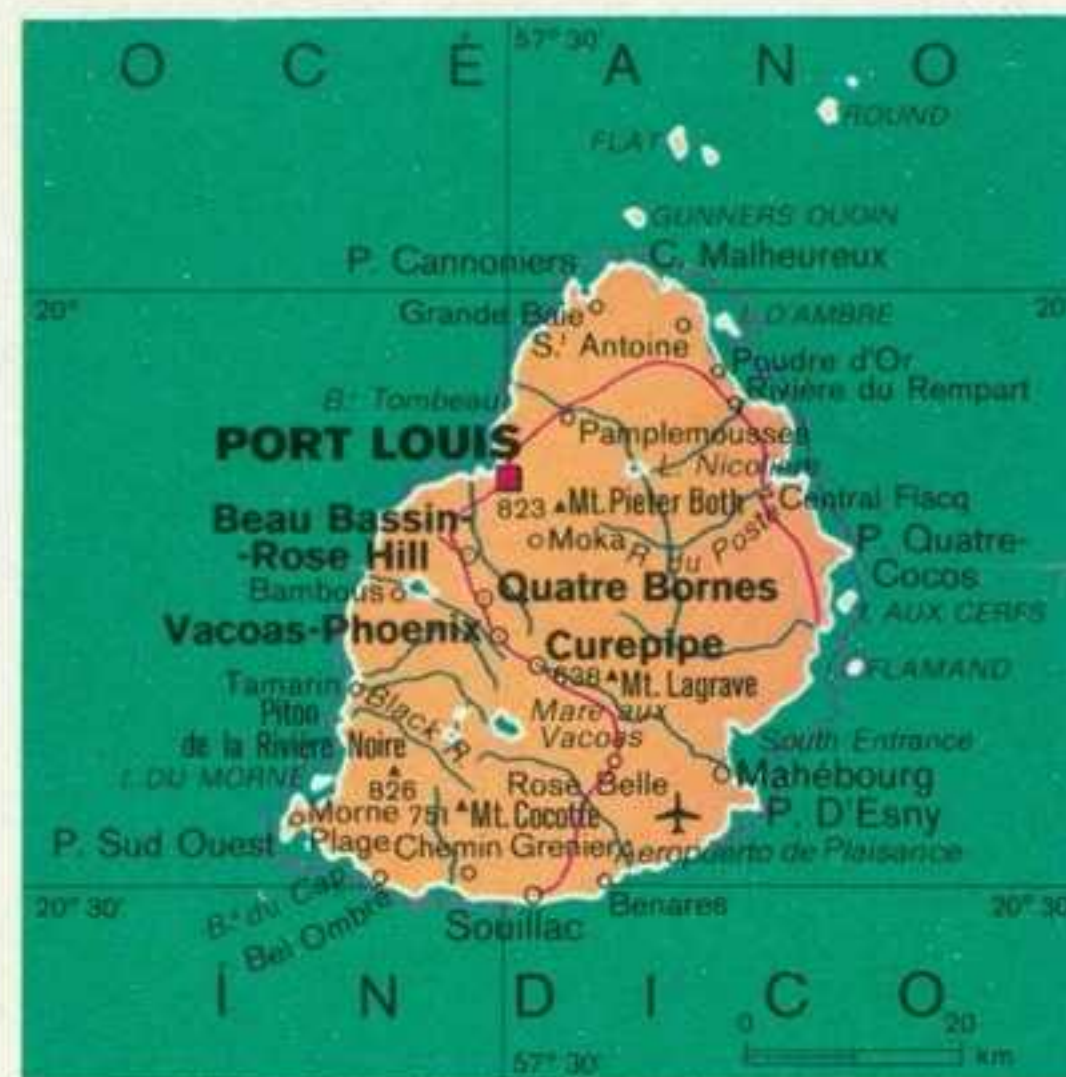 57° 30'
OCÉANO
ROUND
FLAT
GUNNERS QUOIN
P. Cannoniers
C. Malheureux
20°
20°
Grande Baie
I. D'AMBRE
S.t Antoine
Poudre d'Or
Rivière du Rempart
B.e Tombeau
Pamplemousses
PORT LOUIS
L. Nicolière
823 Mt. Pieter Both
Central Flacq
Beau Bassin-
-Rose Hill
Moka
R. du Poste
P. Quatre-
Cocos
Bambous
Quatre Bornes
I. AUX CERFS
Vacoas-Phoenix
Curepipe
638 Mt. Lagrave
FLAMAND
Tamarin
Black R.
Mare aux
Vacoas
Piton
de la Rivière Noire
826
South Entrance
I. DU MORNE
Rose Belle
Mahébourg
Morne
Plage
751 Mt. Cocotte
P. D'Esny
P. Sud Ouest
Chemin Grenier
Aeropuerto de Plaisance
20° 30'
20° 30'
B.e du Cap
Bel Ombre
Souillac
Benares
ÍNDICO
0 20
km
57° 30'